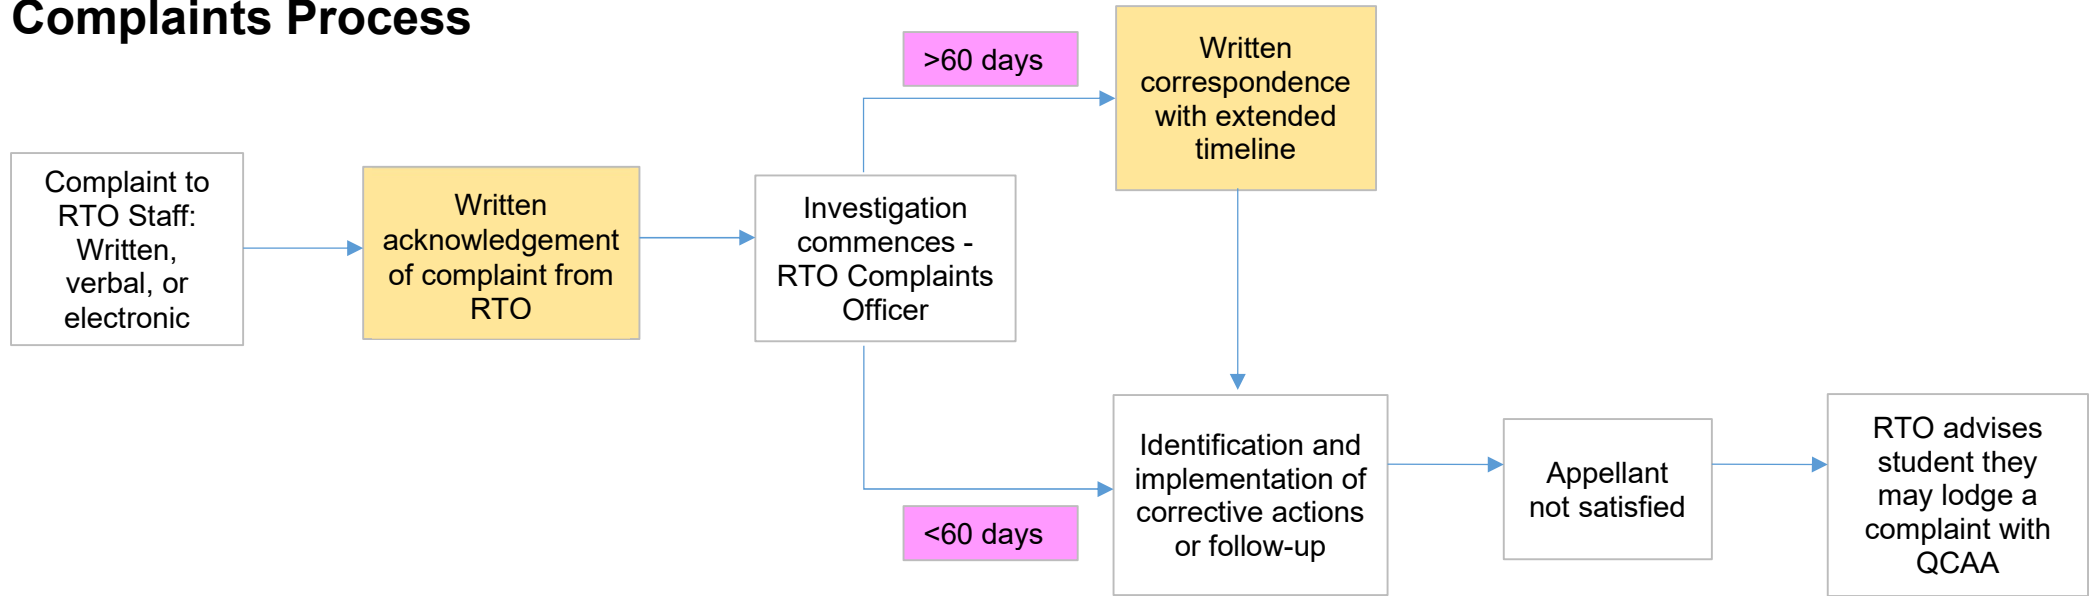 Complaints Process
>60 days
Written
correspondence
with extended
timeline
Complaint to
RTO Staff:
Written,
verbal, or
electronic
Written
acknowledgement
of complaint from
RTO
Investigation
commences -
RTO Complaints
Officer
<60 days
Identification and
implementation of
corrective actions
or follow-up
Appellant
not satisfied
RTO advises
student they
may lodge a
complaint with
QCAA